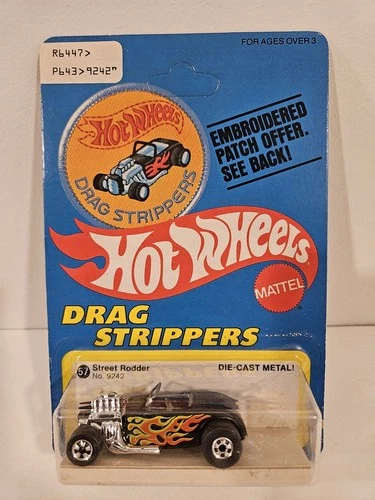 R6447>
P643>9242"
FOR AGES OVER 3
Hot Wheels
DRAG STRIPPERS
EMBROIDERED
PATCH OFFER.
SEE BACK!
Hot Wheels
MATTEL
DRAG
STRIPPERS
67 Street Rodder
No. 9242
DIE-CAST METAL!